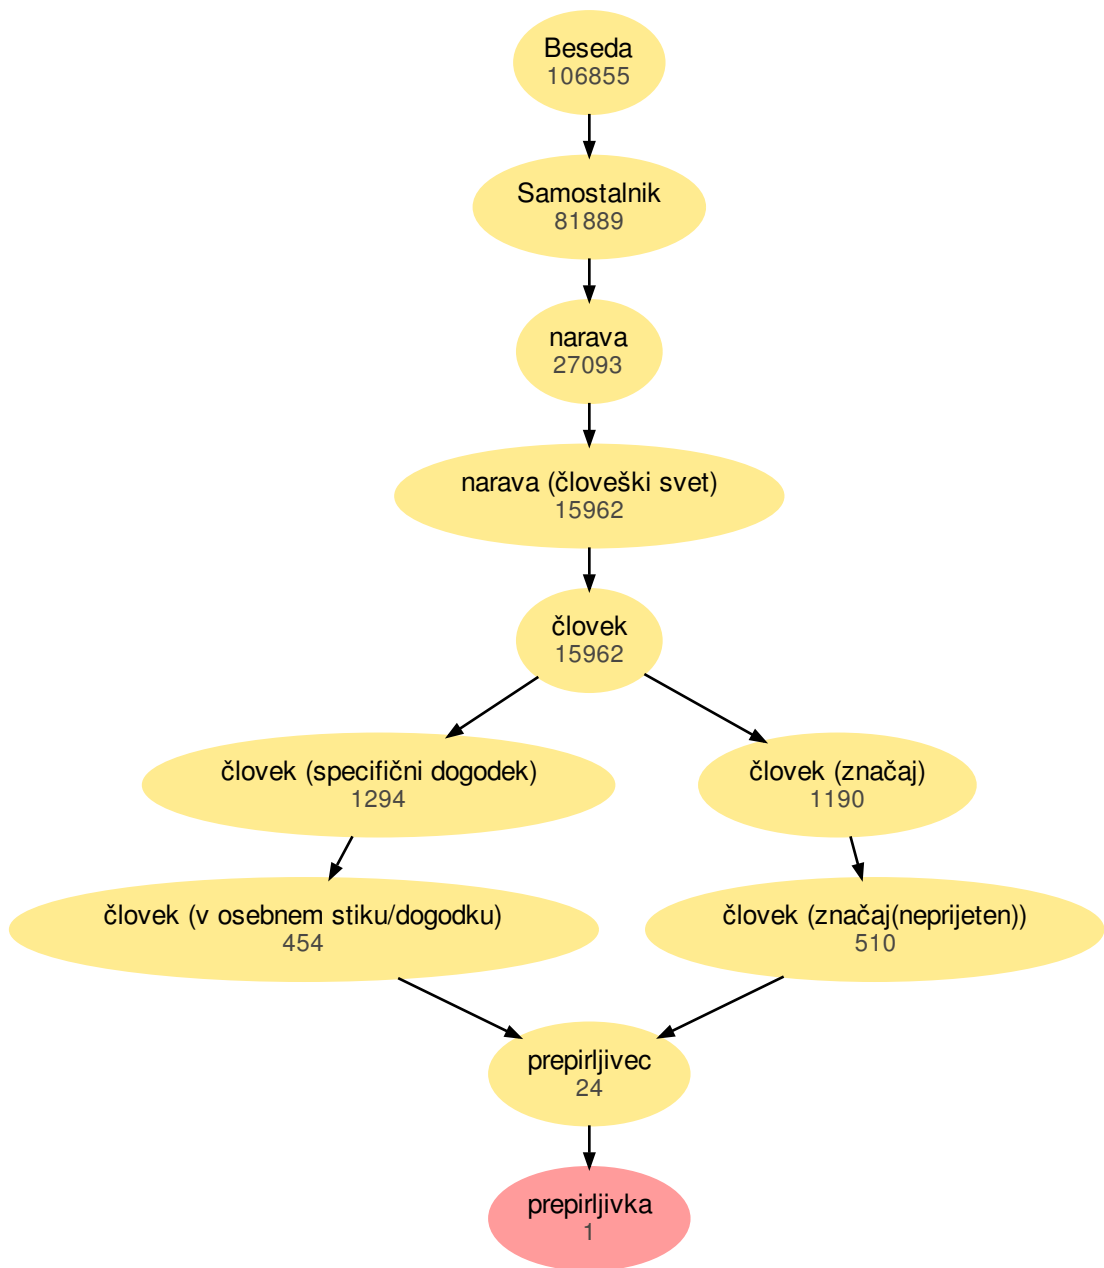 Beseda
106855
Samostalnik
81889
narava
27093
narava (človeški svet)
15962
človek
15962
človek (specifični dogodek)
1294
človek (značaj)
1190
človek (v osebnem stiku/dogodku)
454
človek (značaj(neprijeten))
510
prepirljivec
24
prepirljivka
1